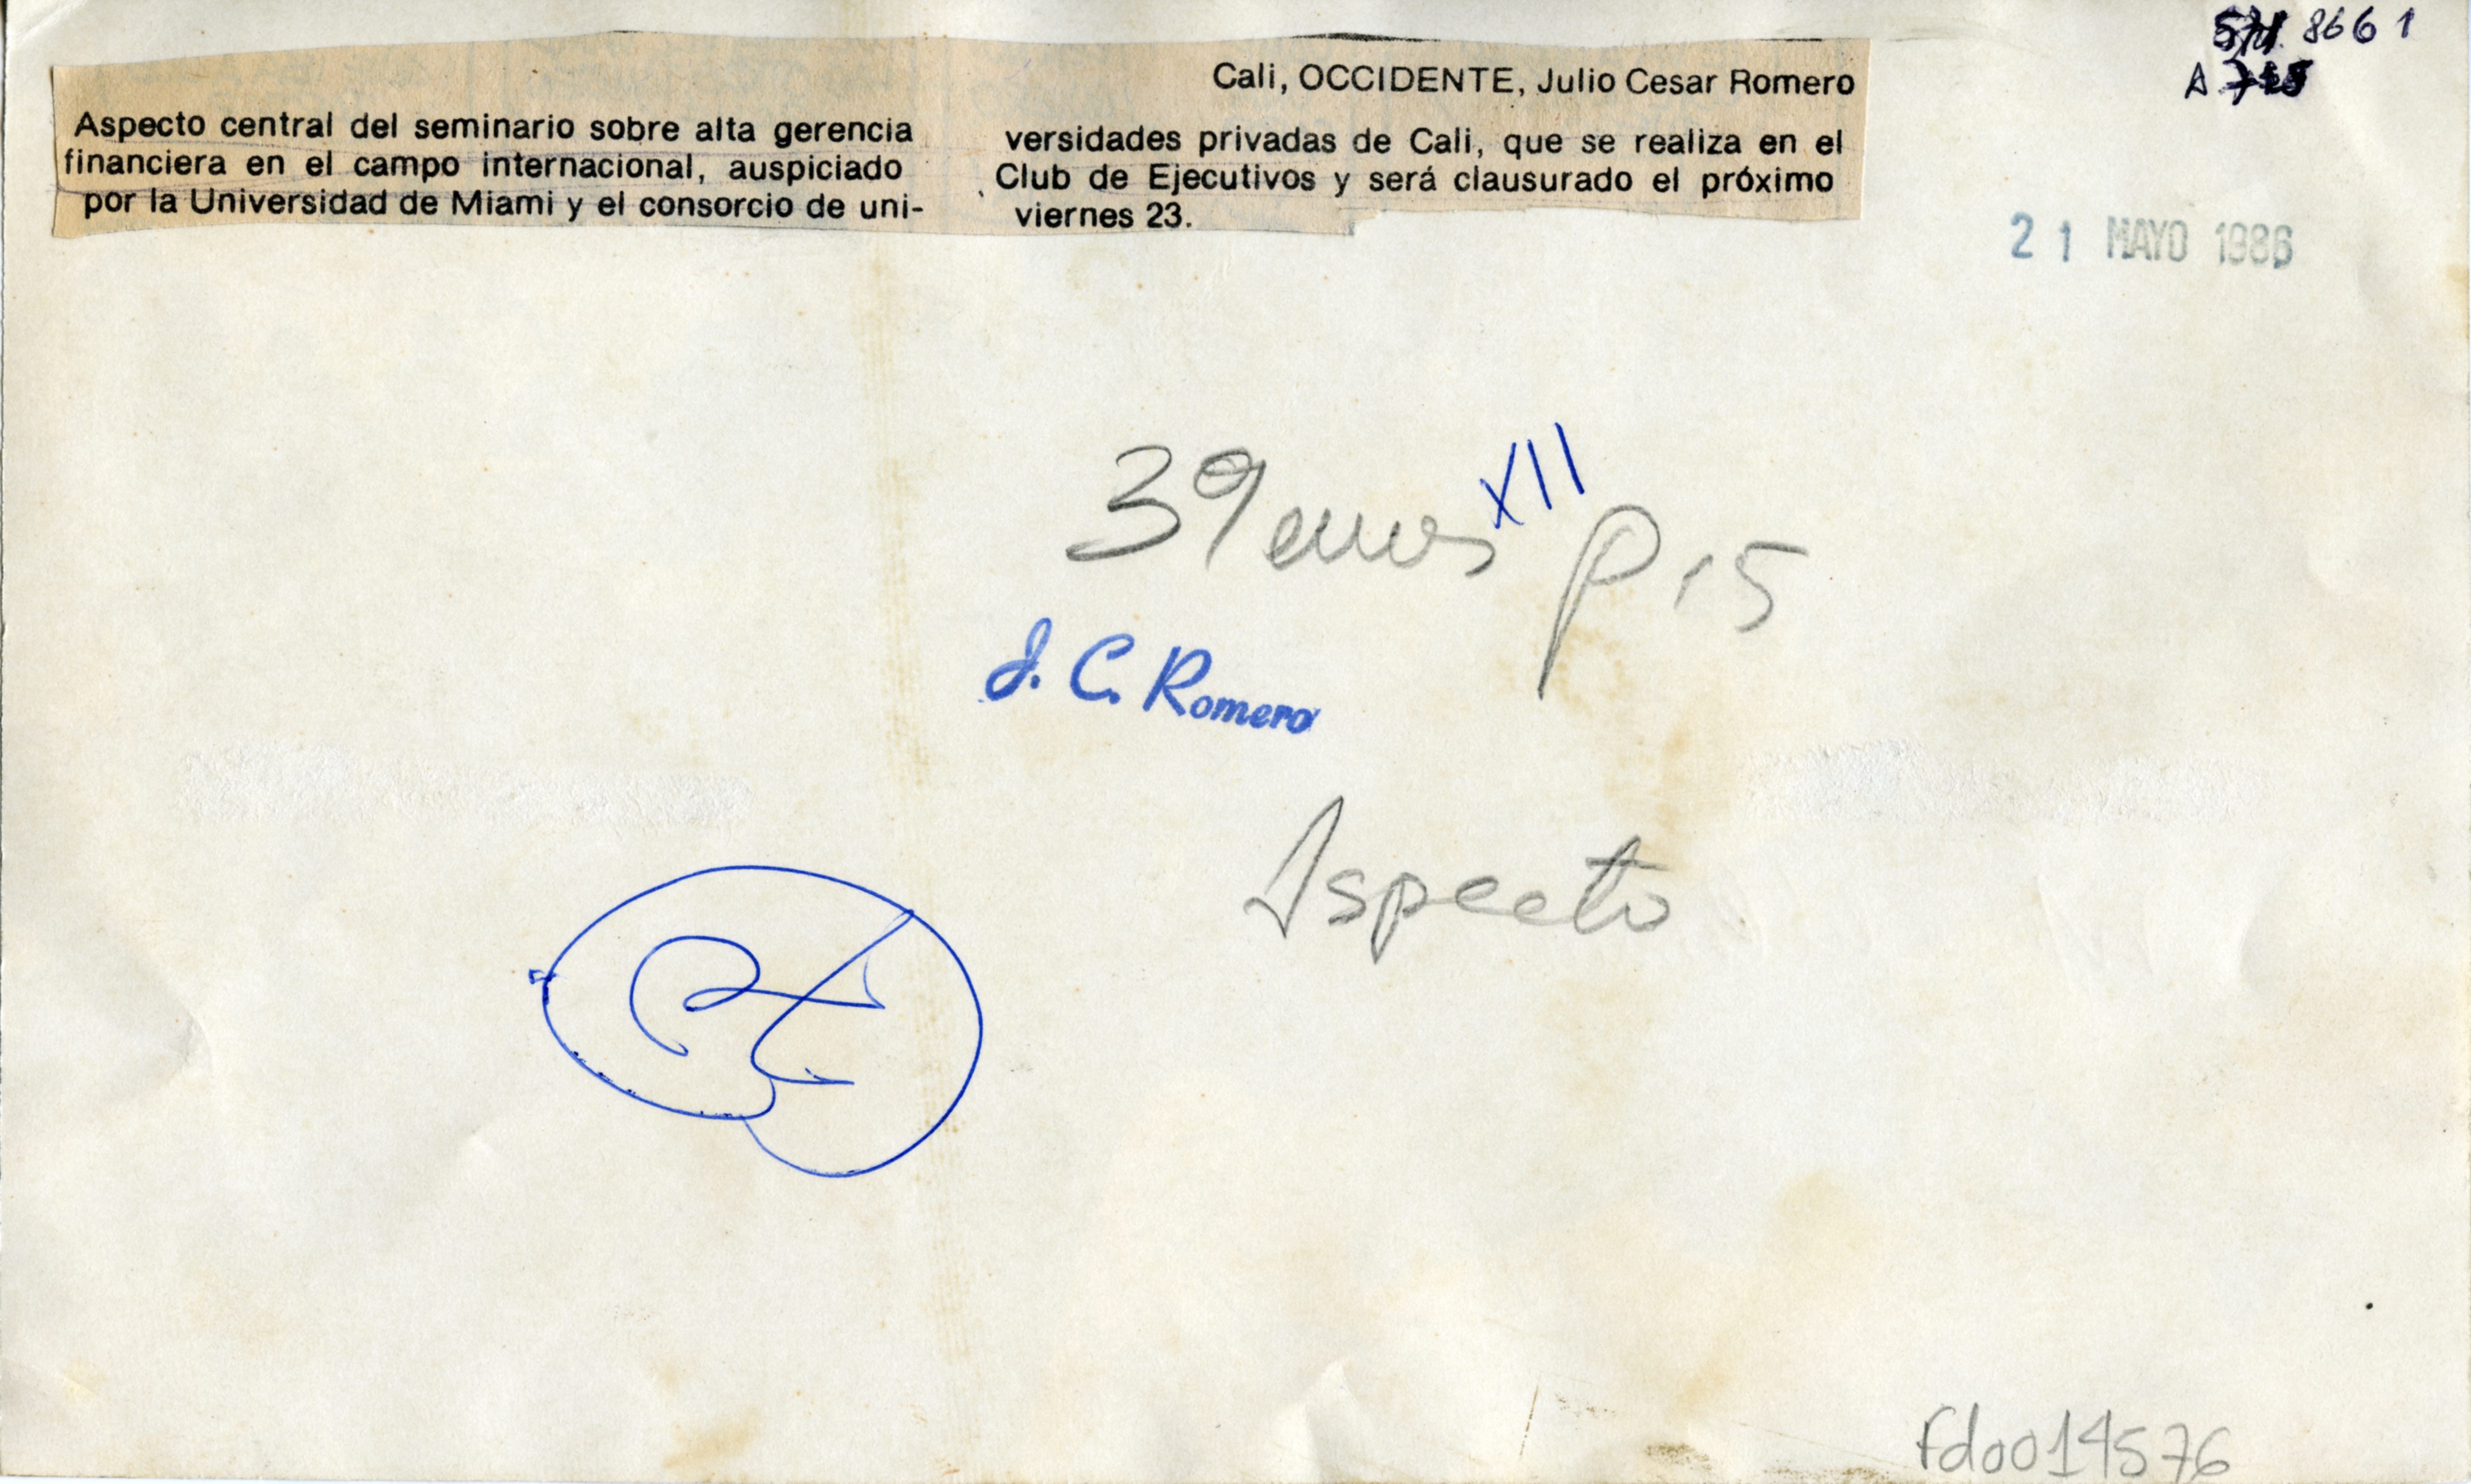 8661
A
Cali, OCCIDENTE, Julio Cesar Romero
Aspecto central del seminario sobre alta gerencia
financiera en el campo internacional, auspiciado
por la Universidad de Miami y el consorcio de uni-
versidades privadas de Cali, que se realiza en el
Club de Ejecutivos y será clausurado el próximo
viernes 23.
21 MAYO 1986
XII
39 ems p 15
J. C. Romero
Aspecto
fdo014576